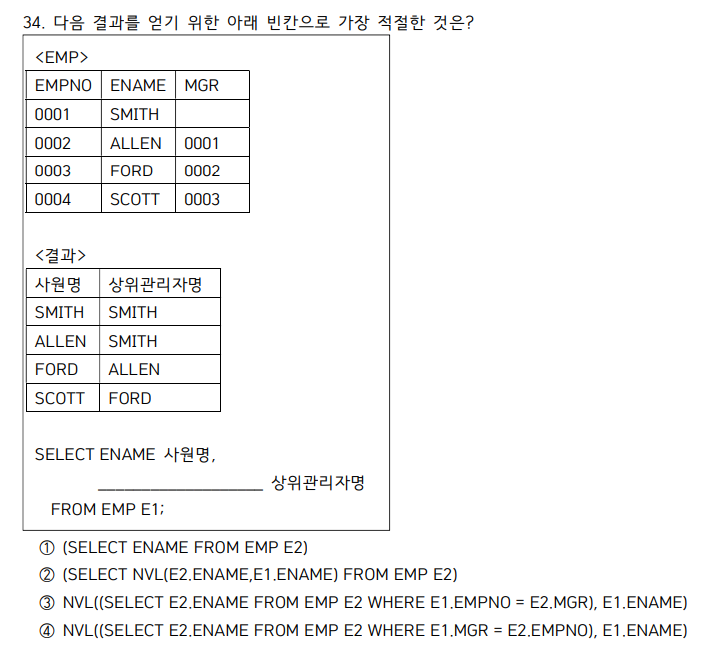 34. 다음 결과를 얻기 위한 아래 빈칸으로 가장 적절한 것은?
<EMP>
EMPNO ENAME MGR
0001 SMITH
0002 ALLEN 0001
0003 FORD 0002
0004 SCOTT 0003
<결과>
사원명 상위관리자명
SMITH SMITH
ALLEN SMITH
FORD ALLEN
SCOTT FORD
SELECT ENAME 사원명,
____________________ 상위관리자명
FROM EMP E1;
① (SELECT ENAME FROM EMP E2)
② (SELECT NVL(E2.ENAME,E1.ENAME) FROM EMP E2)
③ NVL((SELECT E2.ENAME FROM EMP E2 WHERE E1.EMPNO = E2.MGR), E1.ENAME)
④ NVL((SELECT E2.ENAME FROM EMP E2 WHERE E1.MGR = E2.EMPNO), E1.ENAME)